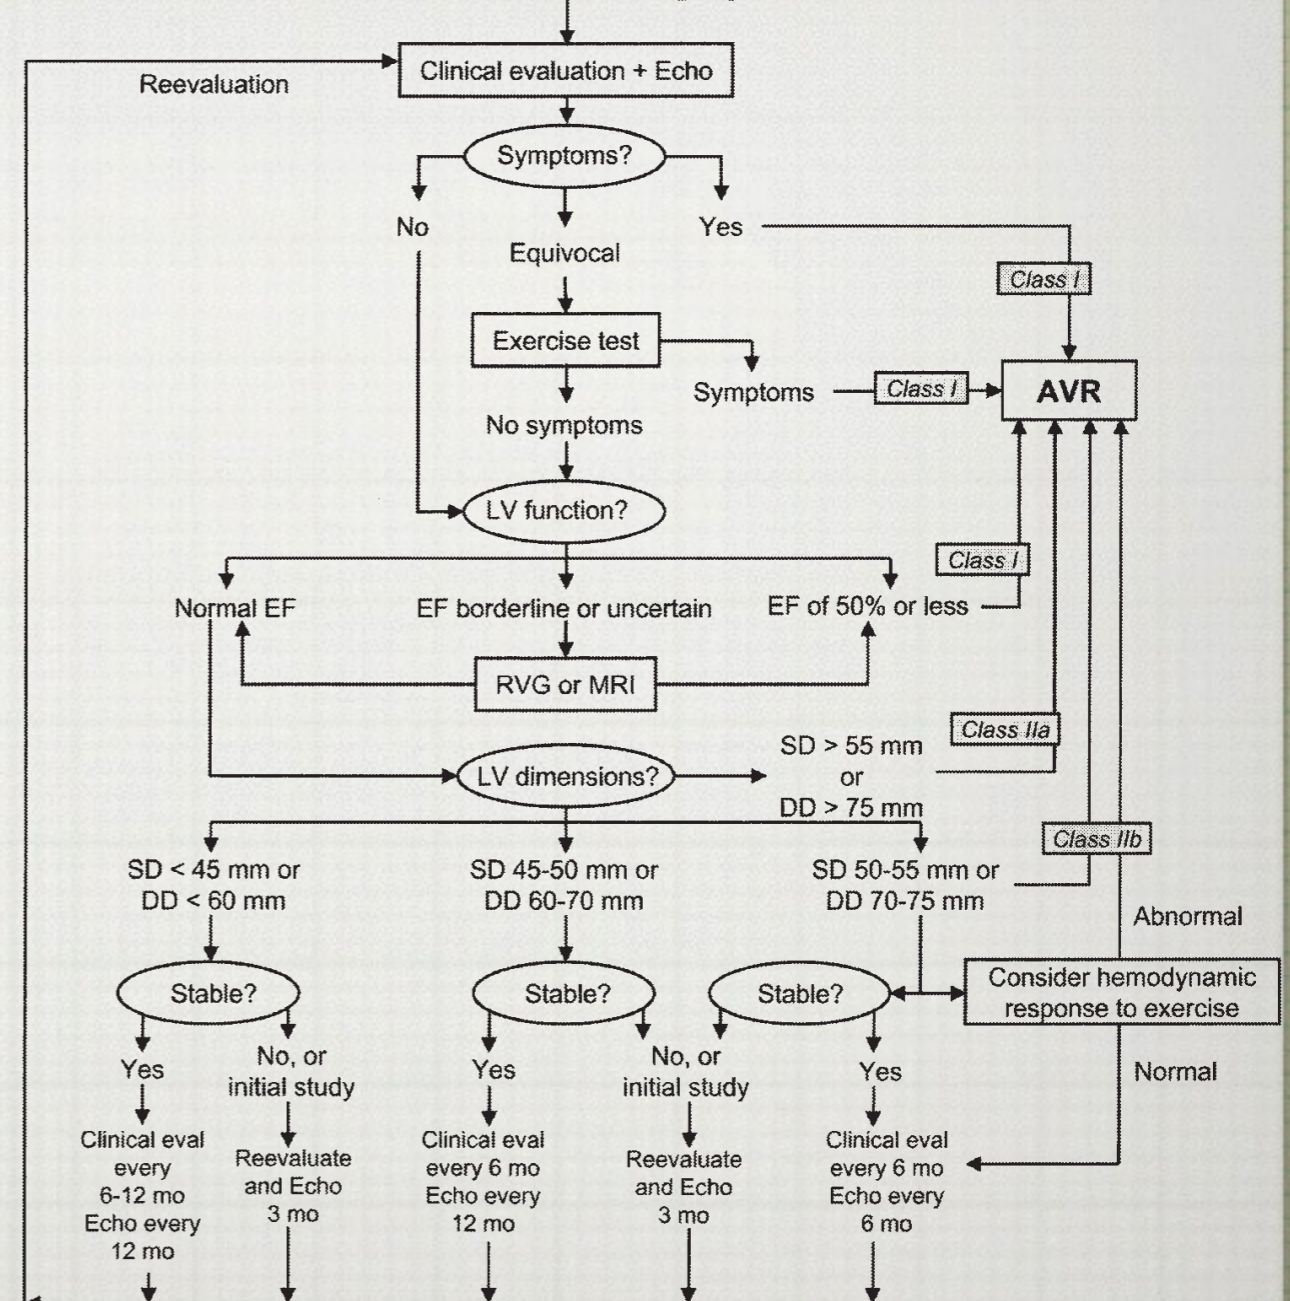 Reevaluation
Clinical evaluation + Echo
Symptoms?
No
Yes
Equivocal
Class I
Exercise test
Symptoms
Class I
AVR
No symptoms
LV function?
Class I
Normal EF
EF borderline or uncertain
EF of 50% or less
RVG or MRI
Class IIa
LV dimensions?
SD > 55 mm
or
DD > 75 mm
Class IIb
SD < 45 mm or
DD < 60 mm
SD 45-50 mm or
DD 60-70 mm
SD 50-55 mm or
DD 70-75 mm
Abnormal
Stable?
Stable?
Stable?
Consider hemodynamic
response to exercise
Yes
No, or
initial study
Yes
No, or
initial study
Yes
Normal
Clinical eval
every
6-12 mo
Echo every
12 mo
Reevaluate
and Echo
3 mo
Clinical eval
every 6 mo
Echo every
12 mo
Reevaluate
and Echo
3 mo
Clinical eval
every 6 mo
Echo every
6 mo